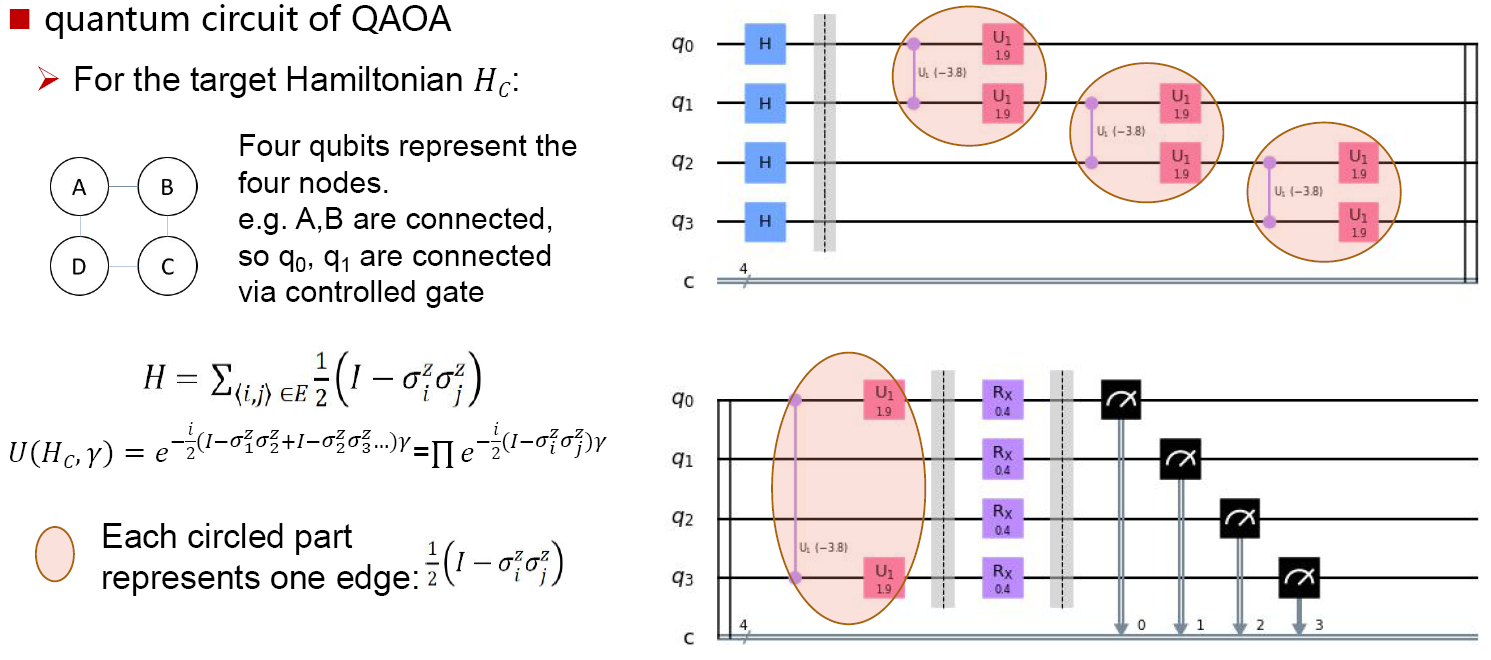 ■ quantum circuit of QAOA
➢ For the target Hamiltonian H_C:
A B
D C
Four qubits represent the
four nodes.
e.g. A,B are connected,
so q₀, q₁ are connected
via controlled gate
H = ∑_{⟨i,j⟩ ∈E} 1/2 (I − σ_i^z σ_j^z)
U(H_C, γ) = e^{−i/2(I−σ_1^z σ_2^z+I−σ_2^z σ_3^z…)γ}=∏ e^{−i/2(I−σ_i^z σ_j^z)γ}
Each circled part
represents one edge: 1/2 (I − σ_i^z σ_j^z)
q₀ H U₁ 1.9
U₁ (−3.8)
q₁ H U₁ 1.9 U₁ 1.9
U₁ (−3.8)
q₂ H U₁ 1.9 U₁ 1.9
U₁ (−3.8)
q₃ H U₁ 1.9
4
c
q₀ U₁ 1.9 R_X 0.4
q₁ R_X 0.4
q₂ R_X 0.4
U₁ (−3.8)
q₃ U₁ 1.9 R_X 0.4
4 0 1 2 3
c